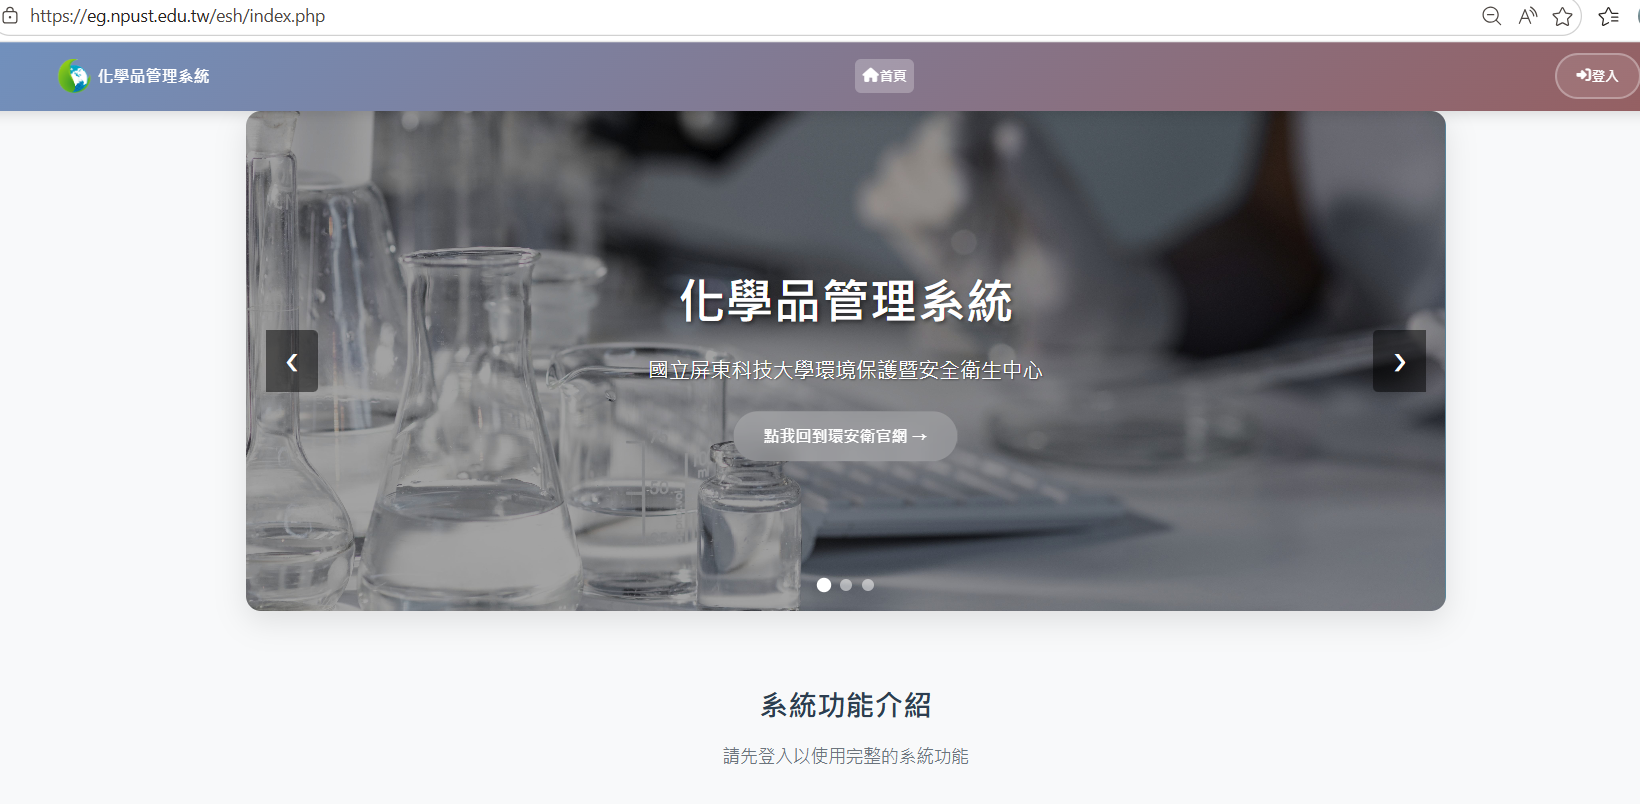 https://eg.npust.edu.tw/esh/index.php
化學品管理系統
首頁
登入
化學品管理系統
國立屏東科技大學環境保護暨安全衛生中心
點我回到環安衛官網 →
50
系統功能介紹
請先登入以使用完整的系統功能